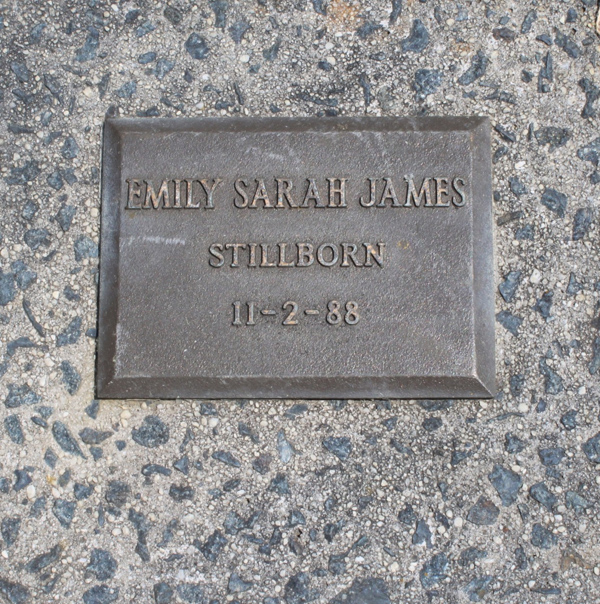 EMILY SARAH JAMES
STILLBORN
11-2-88